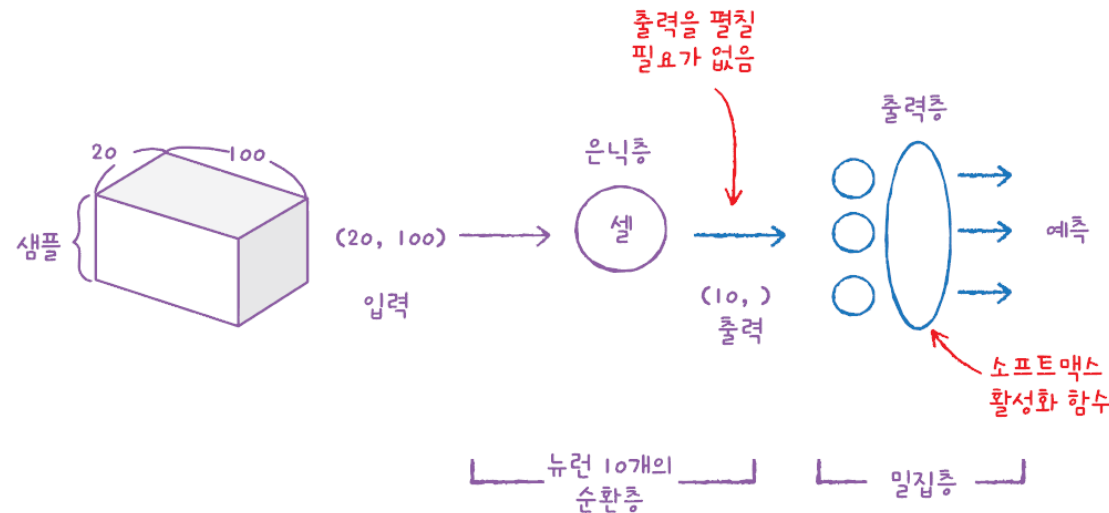 출력을 펼칠
필요가 없음
출력층
20
100
은닉층
샘플
(20, 100)
셀
예측
입력
(10, )
출력
소프트맥스
활성화 함수
뉴런 10개의
순환층
밀집층